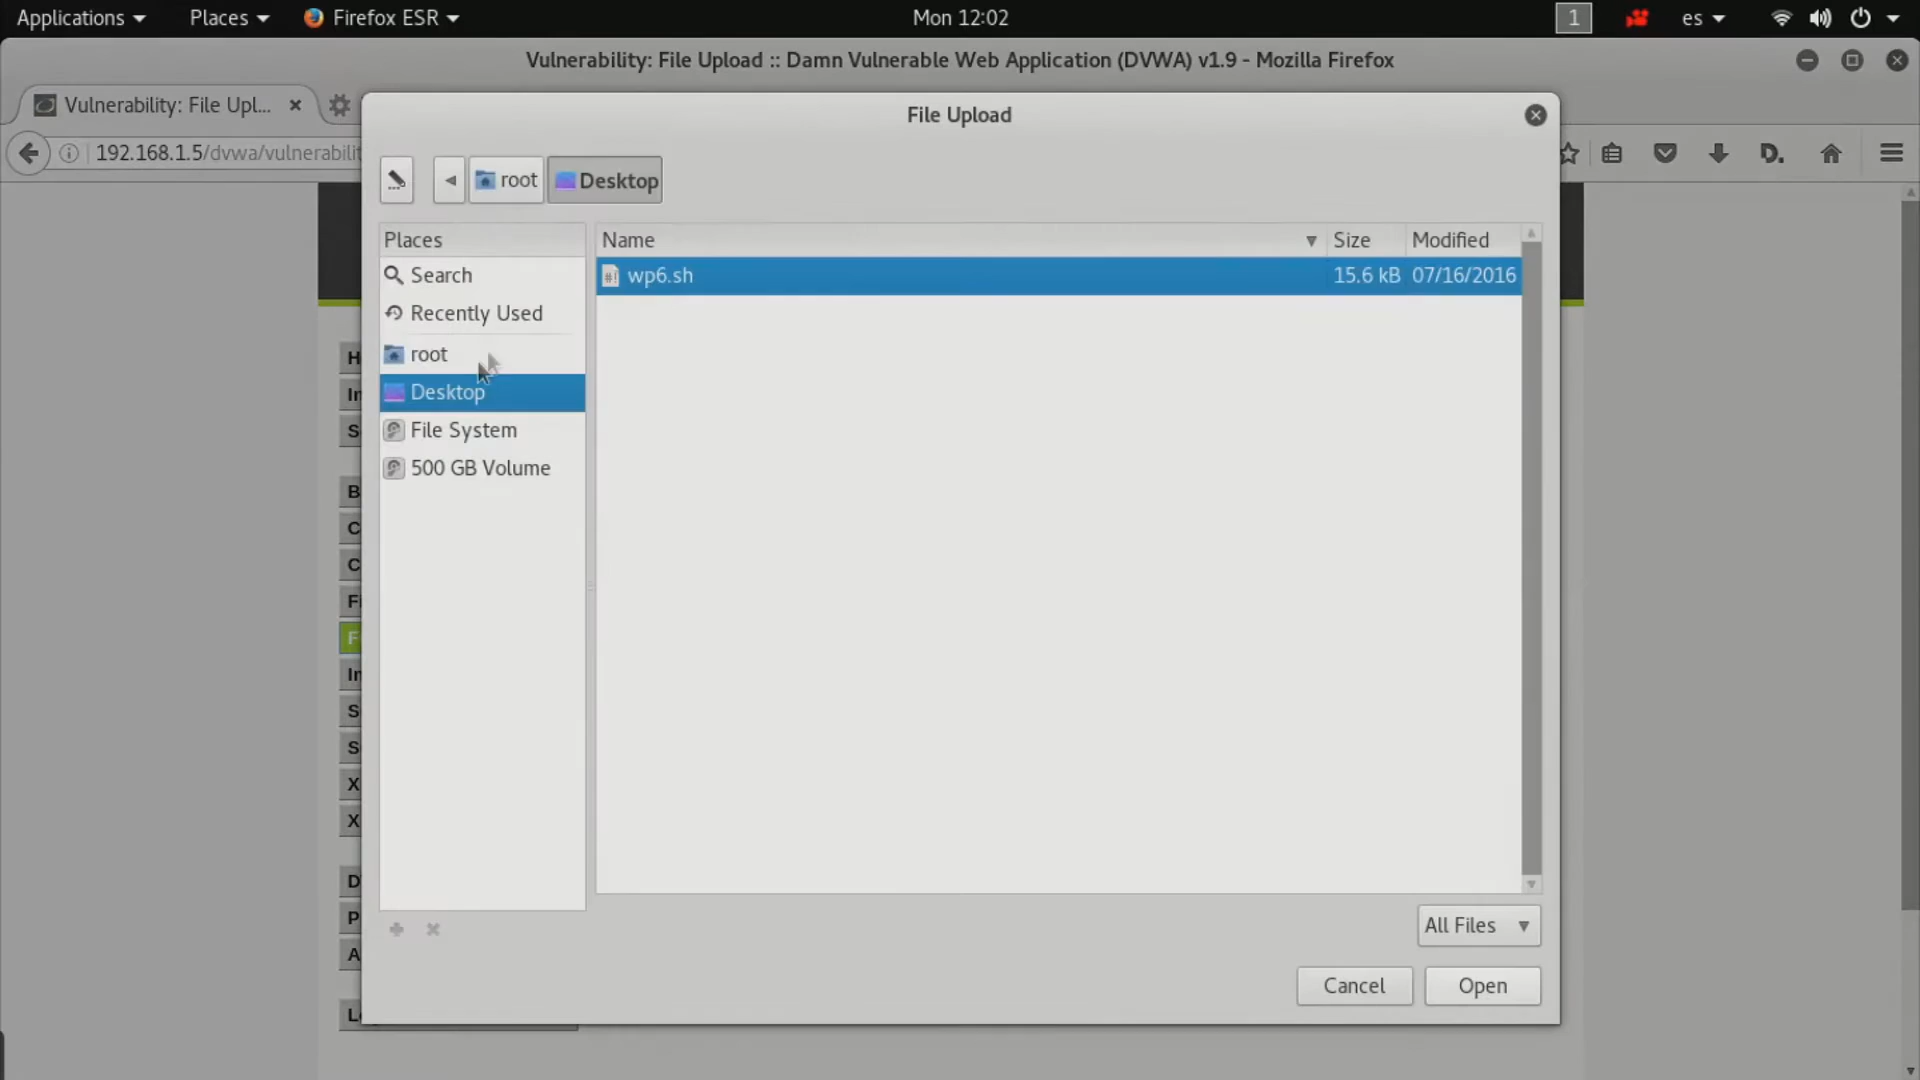 Applications Places Firefox ESR Mon 12:02 1 es
Vulnerability: File Upload :: Damn Vulnerable Web Application (DVWA) v1.9 - Mozilla Firefox
Vulnerability: File Upl...
File Upload
192.168.1.5/dvwa/vulnerabilit
D.
root Desktop
Places Name Size Modified
Search wp6.sh 15.6 kB 07/16/2016
Recently Used
root
Desktop
File System
500 GB Volume
H
In
S
B
C
C
Fi
F
In
S
S
X
X
D
P
A
All Files
Cancel Open